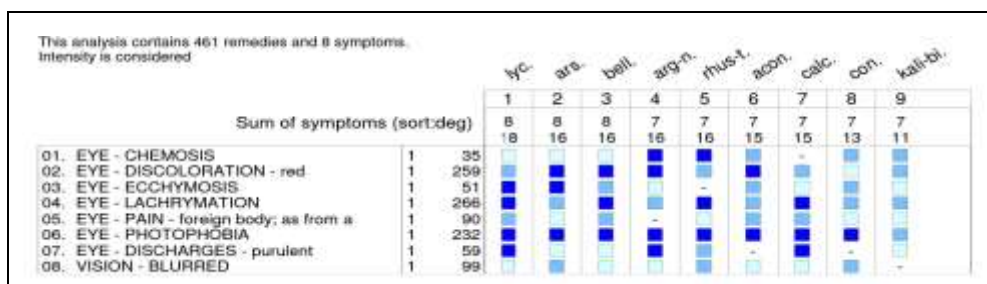 This analysis contains 461 remedies and 8 symptoms.
Intensity is considered
lyc. ars. bell. arg-n. rhus-t. acon. calc. con. kali-bi.
1 2 3 4 5 6 7 8 9
Sum of symptoms (sort:deg) 8 8 8 7 7 7 7 7 7
18 16 16 16 16 15 15 13 11
01. EYE - CHEMOSIS 1 35 -
02. EYE - DISCOLORATION - red 1 259
03. EYE - ECCHYMOSIS 1 51 -
04. EYE - LACHRYMATION 1 266
05. EYE - PAIN - foreign body; as from a 1 90 -
06. EYE - PHOTOPHOBIA 1 232
07. EYE - DISCHARGES - purulent 1 59 - -
08. VISION - BLURRED 1 99 -